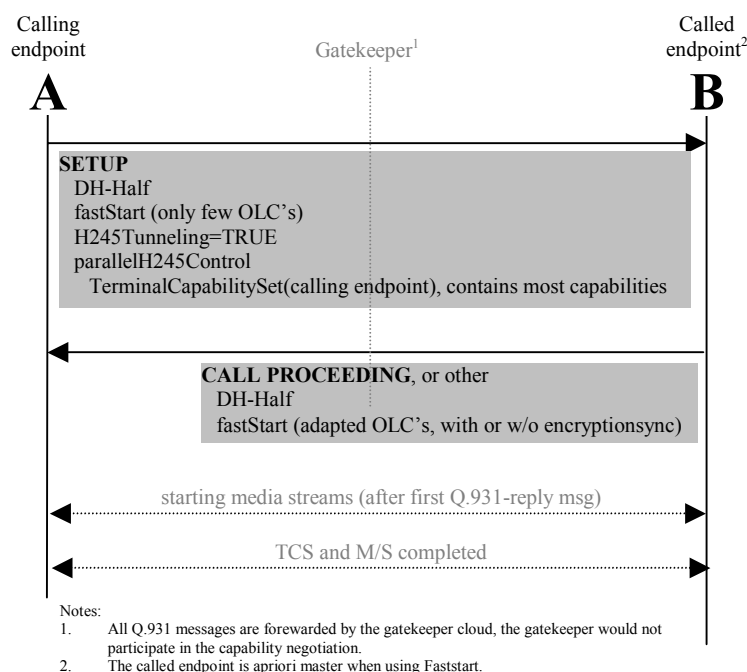 Calling
endpoint
A
Gatekeeper1
Called
endpoint2
B
SETUP
DH-Half
fastStart (only few OLC’s)
H245Tunneling=TRUE
parallelH245Control
TerminalCapabilitySet(calling endpoint), contains most capabilities
CALL PROCEEDING, or other
DH-Half
fastStart (adapted OLC’s, with or w/o encryptionsync)
starting media streams (after first Q.931-reply msg)
TCS and M/S completed
Notes:
1. All Q.931 messages are forewarded by the gatekeeper cloud, the gatekeeper would not
participate in the capability negotiation.
2. The called endpoint is apriori master when using Faststart.